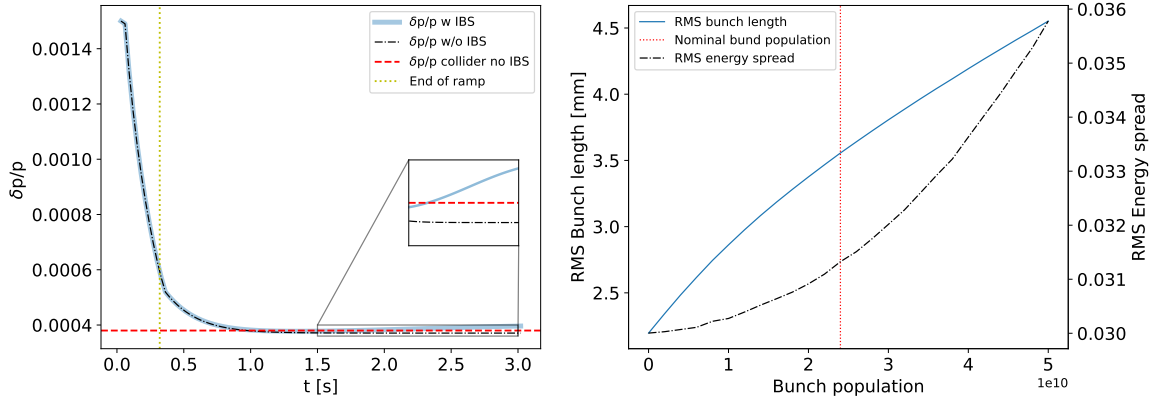 0.0014
0.0012
0.0010
0.0008
0.0006
0.0004
δp/p
0.0
0.5
1.0
1.5
2.0
2.5
3.0
t [s]
δp/p w IBS
δp/p w/o IBS
δp/p collider no IBS
End of ramp
4.5
4.0
3.5
3.0
2.5
RMS Bunch length [mm]
0
1
2
3
4
5
1e10
Bunch population
RMS bunch length
Nominal bund population
RMS energy spread
0.036
0.035
0.034
0.033
0.032
0.031
0.030
RMS Energy spread